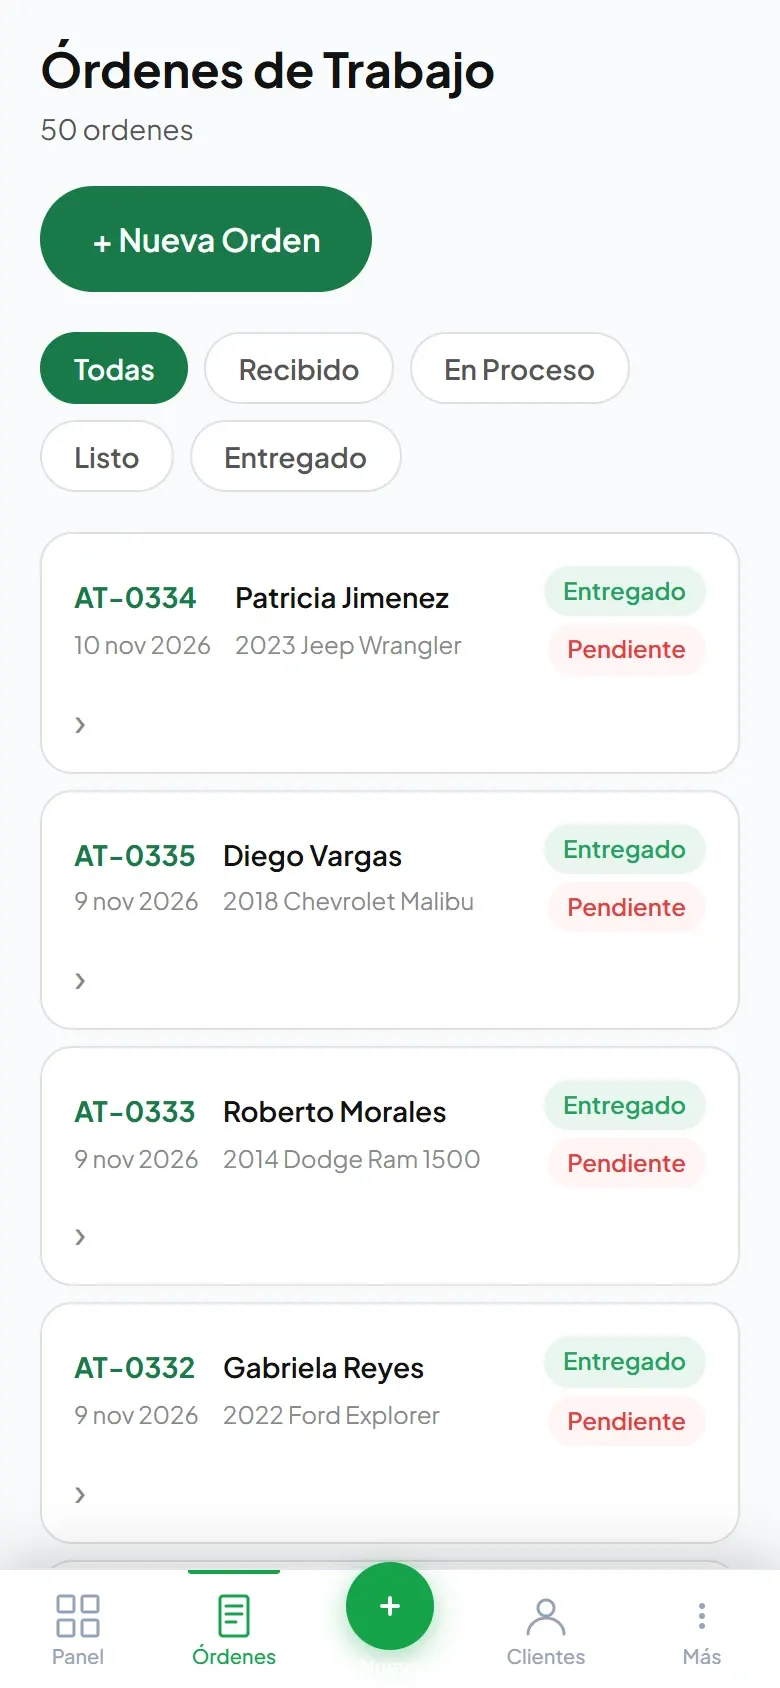 Órdenes de Trabajo
50 ordenes
+ Nueva Orden
Todas
Recibido
En Proceso
Listo
Entregado
AT-0334 Patricia Jimenez Entregado
10 nov 2026 2023 Jeep Wrangler Pendiente
›
AT-0335 Diego Vargas Entregado
9 nov 2026 2018 Chevrolet Malibu Pendiente
›
AT-0333 Roberto Morales Entregado
9 nov 2026 2014 Dodge Ram 1500 Pendiente
›
AT-0332 Gabriela Reyes Entregado
9 nov 2026 2022 Ford Explorer Pendiente
›
+
Panel
Órdenes
Clientes
Más